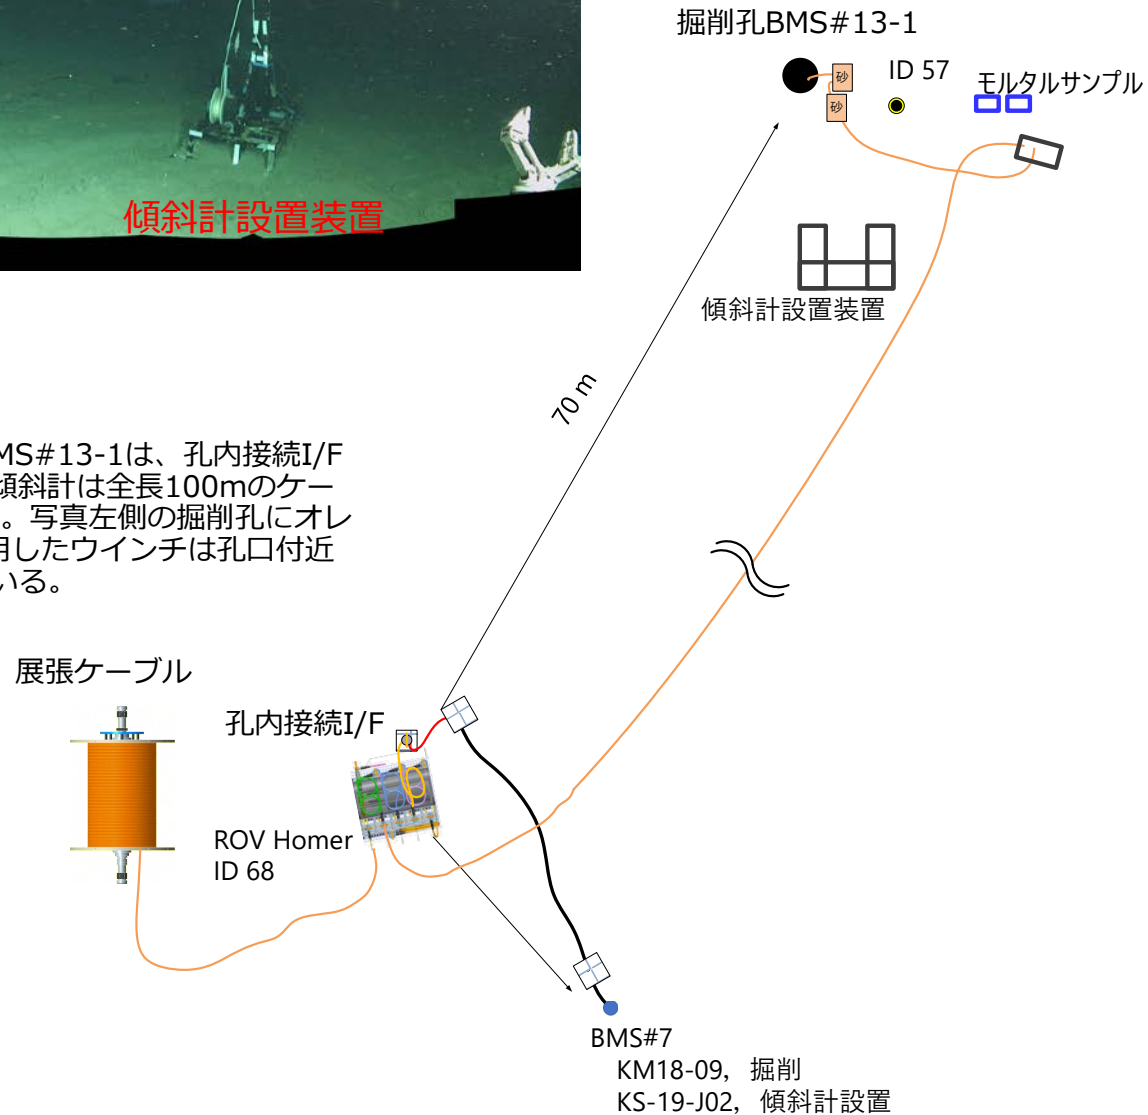 掘削孔BMS#13-1
砂
ID 57
モルタルサンプル
砂
傾斜計設置装置
傾斜計設置装置
70 m
MS#13-1は、孔内接続I/F
傾斜計は全長100mのケー
。写真左側の掘削孔にオレ
用したウインチは孔口付近
いる。
展張ケーブル
孔内接続I/F
ROV Homer
ID 68
BMS#7
KM18-09, 掘削
KS-19-J02, 傾斜計設置